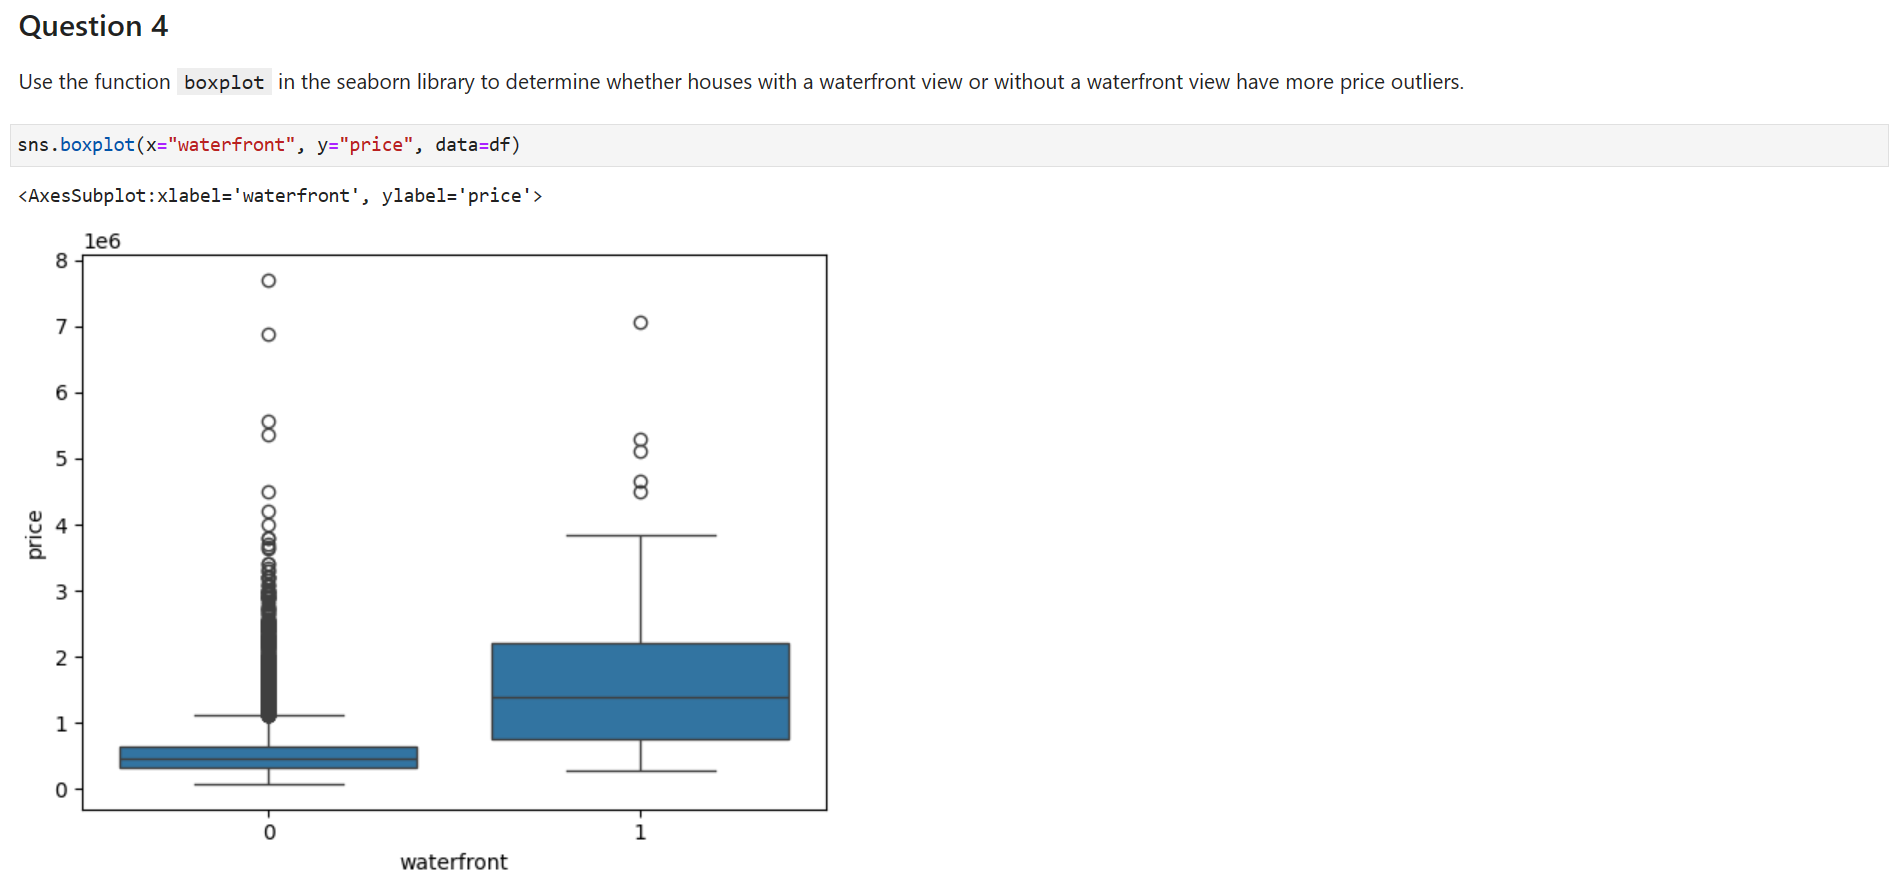 Question 4
Use the function boxplot in the seaborn library to determine whether houses with a waterfront view or without a waterfront view have more price outliers.
sns.boxplot(x="waterfront", y="price", data=df)
<AxesSubplot:xlabel='waterfront', ylabel='price'>
1e6
8
7
6
5
4
3
2
1
0
price
0 1
waterfront